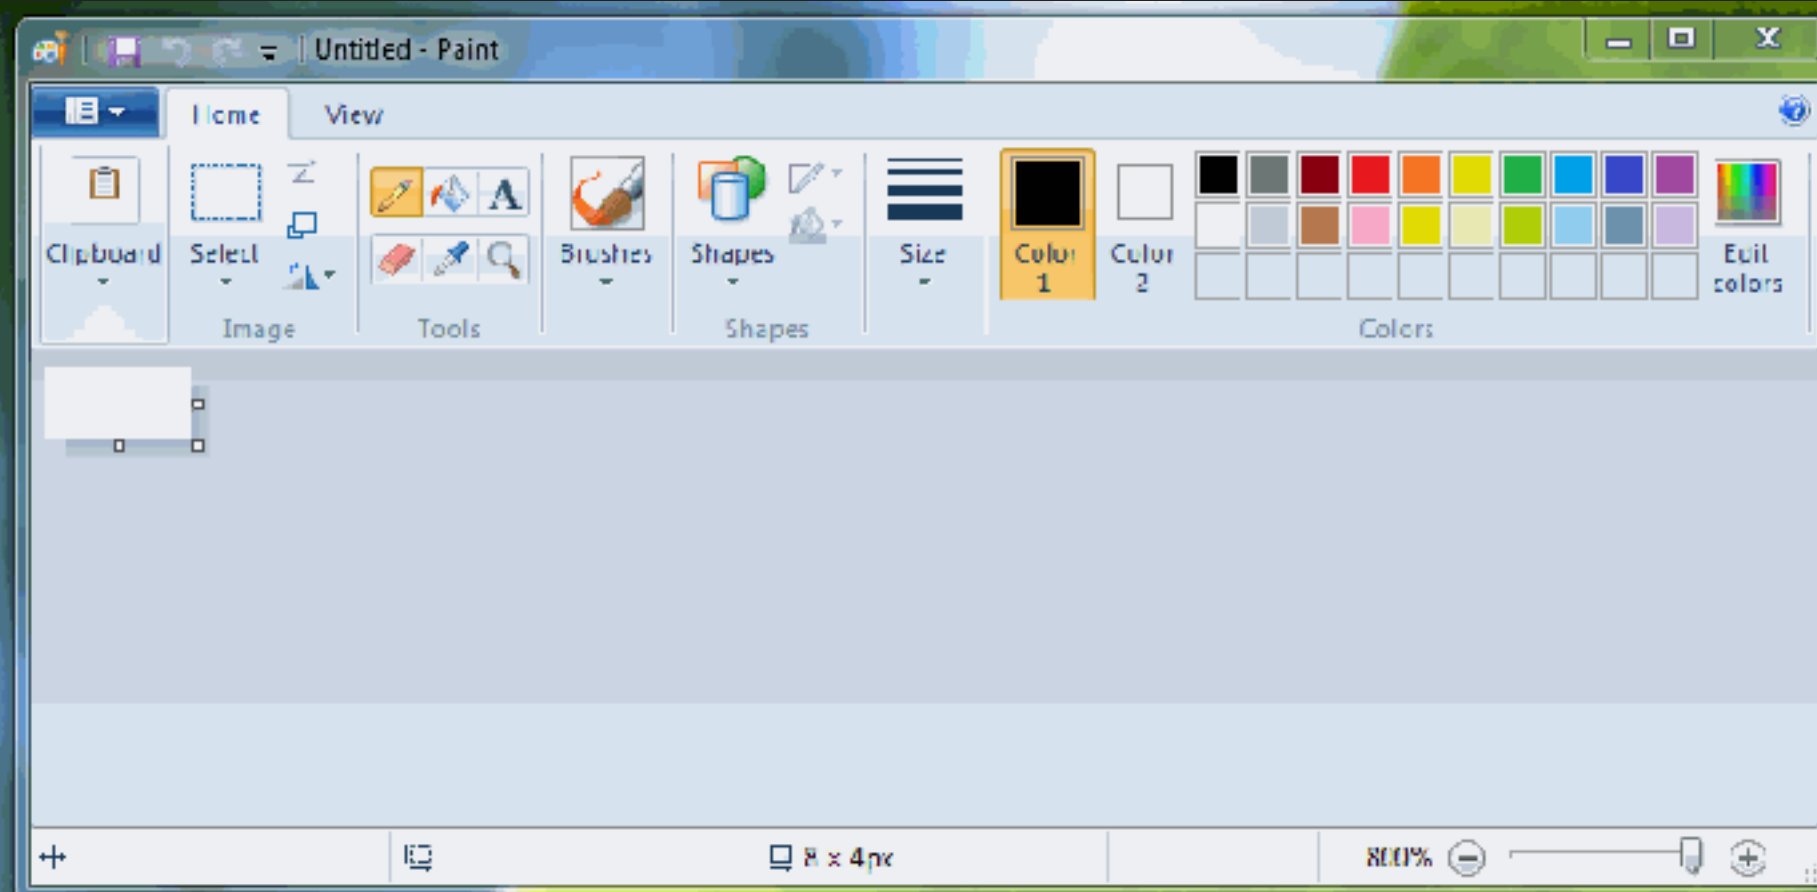 Untitled - Paint
Home View
Clipboard
Select
Image
A
Tools
Brushes
Shapes
Shapes
Size
Color 1
Color 2
Edit colors
Colors
8 x 4px
800%